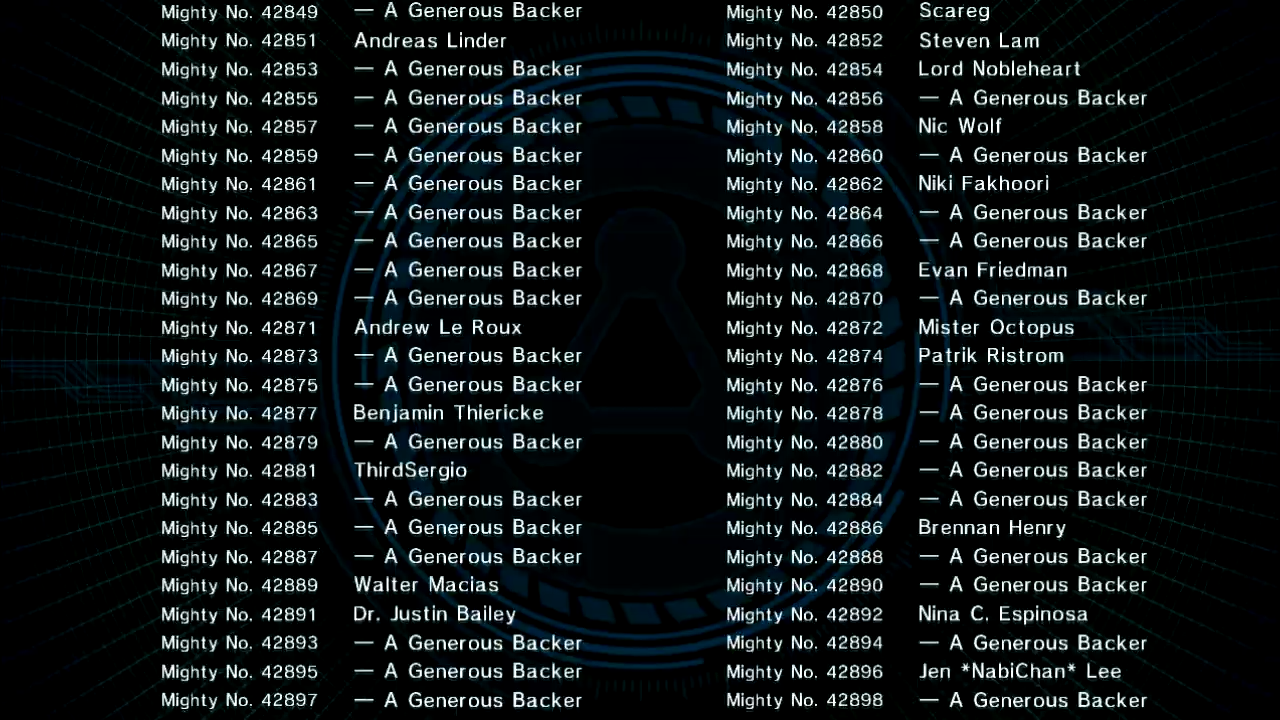 Mighty No. 42849 — A Generous Backer Mighty No. 42850 Scareg
Mighty No. 42851 Andreas Linder Mighty No. 42852 Steven Lam
Mighty No. 42853 — A Generous Backer Mighty No. 42854 Lord Nobleheart
Mighty No. 42855 — A Generous Backer Mighty No. 42856 — A Generous Backer
Mighty No. 42857 — A Generous Backer Mighty No. 42858 Nic Wolf
Mighty No. 42859 — A Generous Backer Mighty No. 42860 — A Generous Backer
Mighty No. 42861 — A Generous Backer Mighty No. 42862 Niki Fakhoori
Mighty No. 42863 — A Generous Backer Mighty No. 42864 — A Generous Backer
Mighty No. 42865 — A Generous Backer Mighty No. 42866 — A Generous Backer
Mighty No. 42867 — A Generous Backer Mighty No. 42868 Evan Friedman
Mighty No. 42869 — A Generous Backer Mighty No. 42870 — A Generous Backer
Mighty No. 42871 Andrew Le Roux Mighty No. 42872 Mister Octopus
Mighty No. 42873 — A Generous Backer Mighty No. 42874 Patrik Ristrom
Mighty No. 42875 — A Generous Backer Mighty No. 42876 — A Generous Backer
Mighty No. 42877 Benjamin Thiericke Mighty No. 42878 — A Generous Backer
Mighty No. 42879 — A Generous Backer Mighty No. 42880 — A Generous Backer
Mighty No. 42881 ThirdSergio Mighty No. 42882 — A Generous Backer
Mighty No. 42883 — A Generous Backer Mighty No. 42884 — A Generous Backer
Mighty No. 42885 — A Generous Backer Mighty No. 42886 Brennan Henry
Mighty No. 42887 — A Generous Backer Mighty No. 42888 — A Generous Backer
Mighty No. 42889 Walter Macias Mighty No. 42890 — A Generous Backer
Mighty No. 42891 Dr. Justin Bailey Mighty No. 42892 Nina C. Espinosa
Mighty No. 42893 — A Generous Backer Mighty No. 42894 — A Generous Backer
Mighty No. 42895 — A Generous Backer Mighty No. 42896 Jen *NabiChan* Lee
Mighty No. 42897 — A Generous Backer Mighty No. 42898 — A Generous Backer